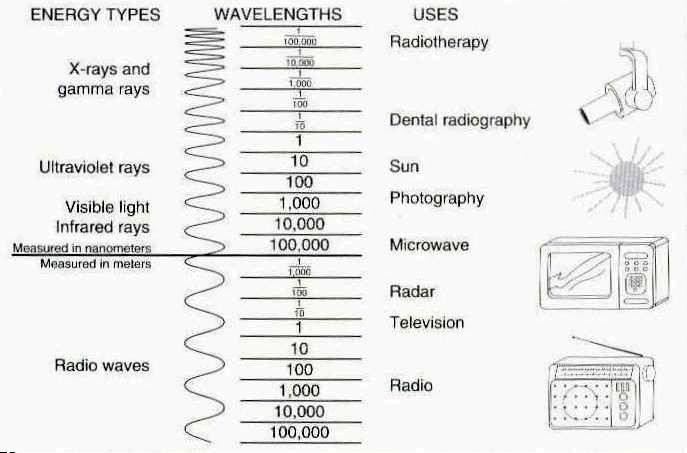 ENERGY TYPES WAVELENGTHS USES
1/100,000 Radiotherapy
1/10,000
X-rays and
gamma rays 1/1,000
1/100
1/10 Dental radiography
1
Ultraviolet rays 10 Sun
100
Visible light 1,000 Photography
Infrared rays 10,000
Measured in nanometers 100,000 Microwave
Measured in meters 1/1,000
1/100 Radar
1/10
1 Television
10
Radio waves 100
1,000 Radio
10,000
100,000